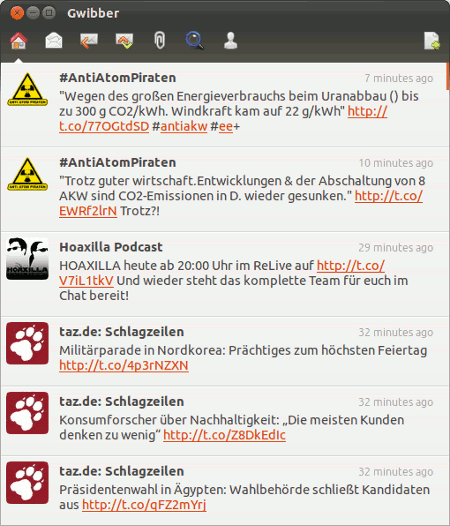 Gwibber
#AntiAtomPiraten 7 minutes ago
"Wegen des großen Energieverbrauchs beim Uranabbau () bis
zu 300 g CO2/kWh. Windkraft kam auf 22 g/kWh" http://
t.co/77OGtdSD #antiakw #ee+
#AntiAtomPiraten 10 minutes ago
"Trotz guter wirtschaft.Entwicklungen & der Abschaltung von 8
AKW sind CO2-Emissionen in D. wieder gesunken." http://t.co/
EWRf2lrN Trotz?!
Hoaxilla Podcast 29 minutes ago
HOAXILLA
HOAXILLA heute ab 20:00 Uhr im ReLive auf http://t.co/
V7iL1tkV Und wieder steht das komplette Team für euch im
Chat bereit!
taz.de: Schlagzeilen 32 minutes ago
Militärparade in Nordkorea: Prächtiges zum höchsten Feiertag
http://t.co/4p3rNZXN
taz.de: Schlagzeilen 32 minutes ago
Konsumforscher über Nachhaltigkeit: „Die meisten Kunden
denken zu wenig“ http://t.co/Z8DkEdIc
taz.de: Schlagzeilen 32 minutes ago
Präsidentenwahl in Ägypten: Wahlbehörde schließt Kandidaten
aus http://t.co/qFZ2mYrj